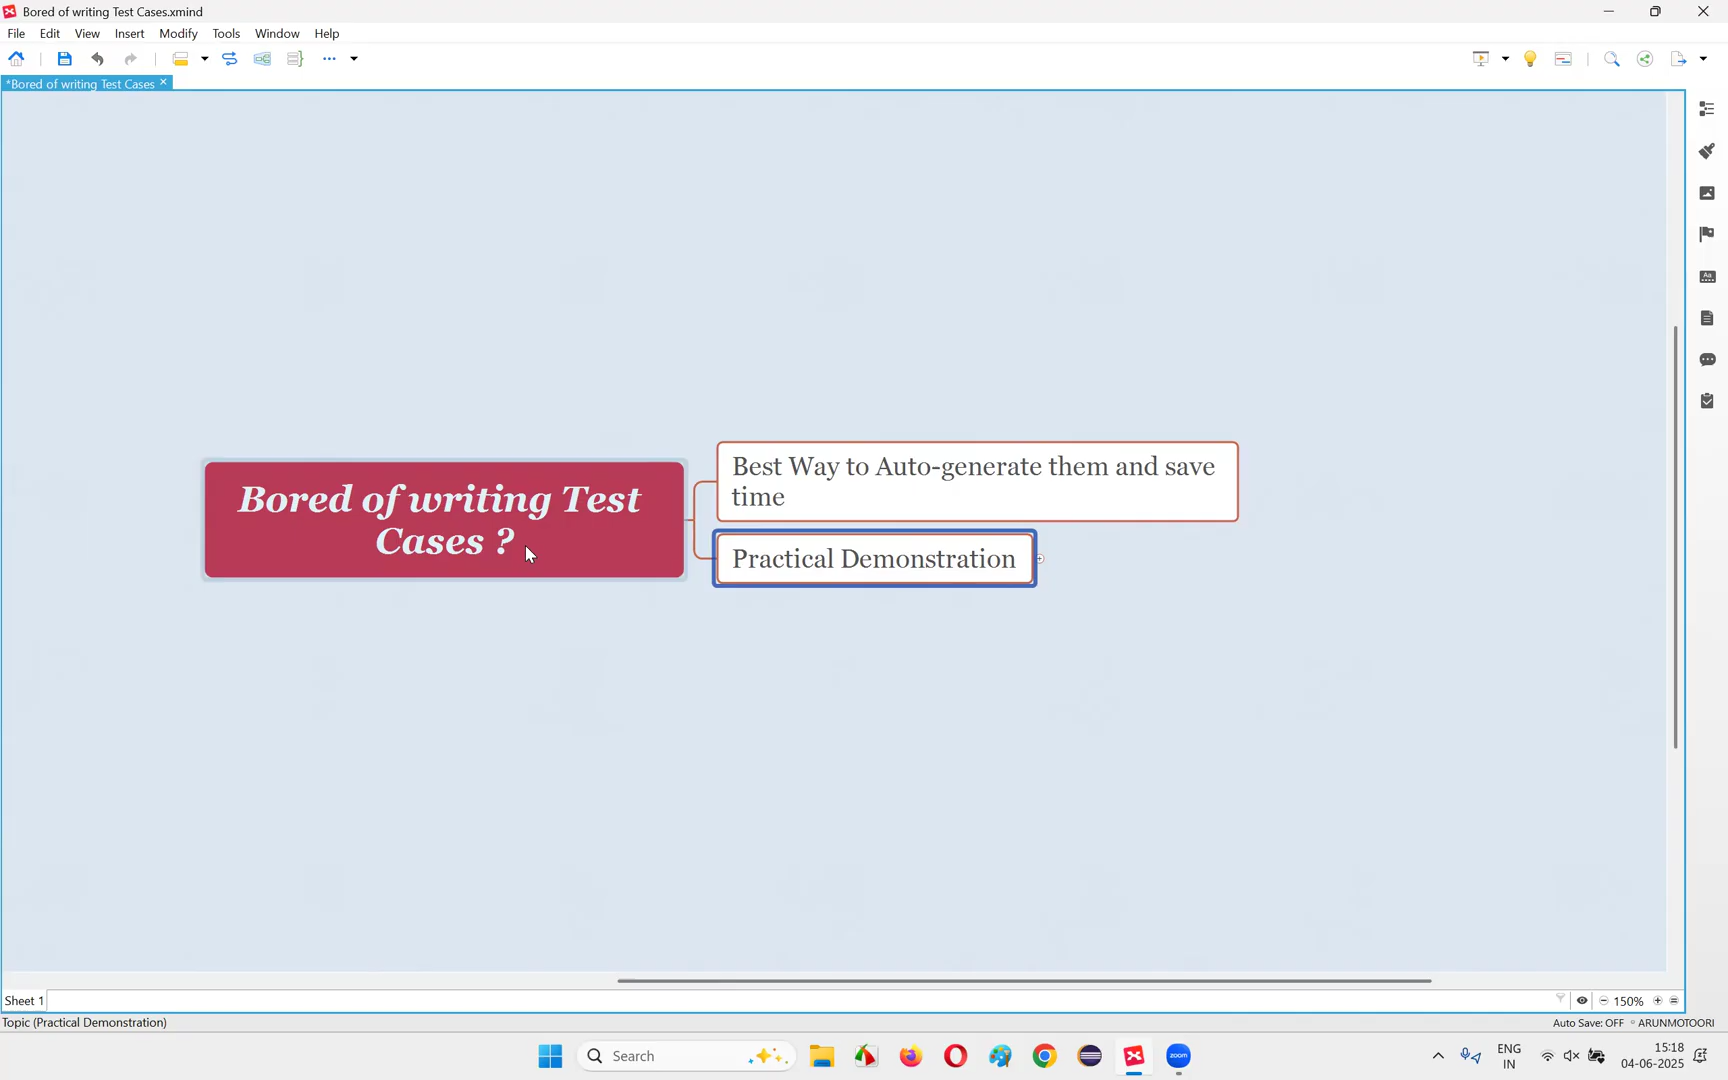 Bored of writing Test Cases.xmind
File Edit View Insert Modify Tools Window Help
*Bored of writing Test Cases
Bored of writing Test
Cases ?
Best Way to Auto-generate them and save
time
Practical Demonstration
Sheet 1
150%
Topic (Practical Demonstration)
Auto Save: OFF ARUNMOTOORI
Search
zoom
ENG
IN
15:18
04-06-2025